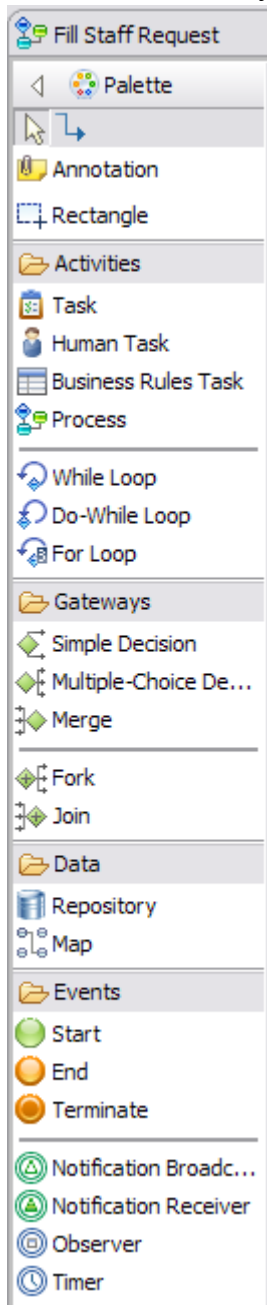 Fill Staff Request
Palette
Annotation
Rectangle
Activities
Task
Human Task
Business Rules Task
Process
While Loop
Do-While Loop
For Loop
Gateways
Simple Decision
Multiple-Choice De...
Merge
Fork
Join
Data
Repository
Map
Events
Start
End
Terminate
Notification Broadc...
Notification Receiver
Observer
Timer